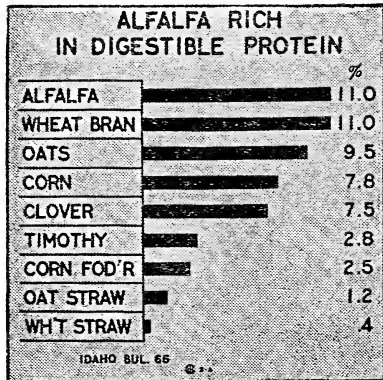 ALFALFA RICH
IN DIGESTIBLE PROTEIN
%
ALFALFA 11.0
WHEAT BRAN 11.0
OATS 9.5
CORN 7.8
CLOVER 7.5
TIMOTHY 2.8
CORN FOD'R 2.5
OAT STRAW 1.2
WH'T STRAW .4
IDAHO BUL. 66